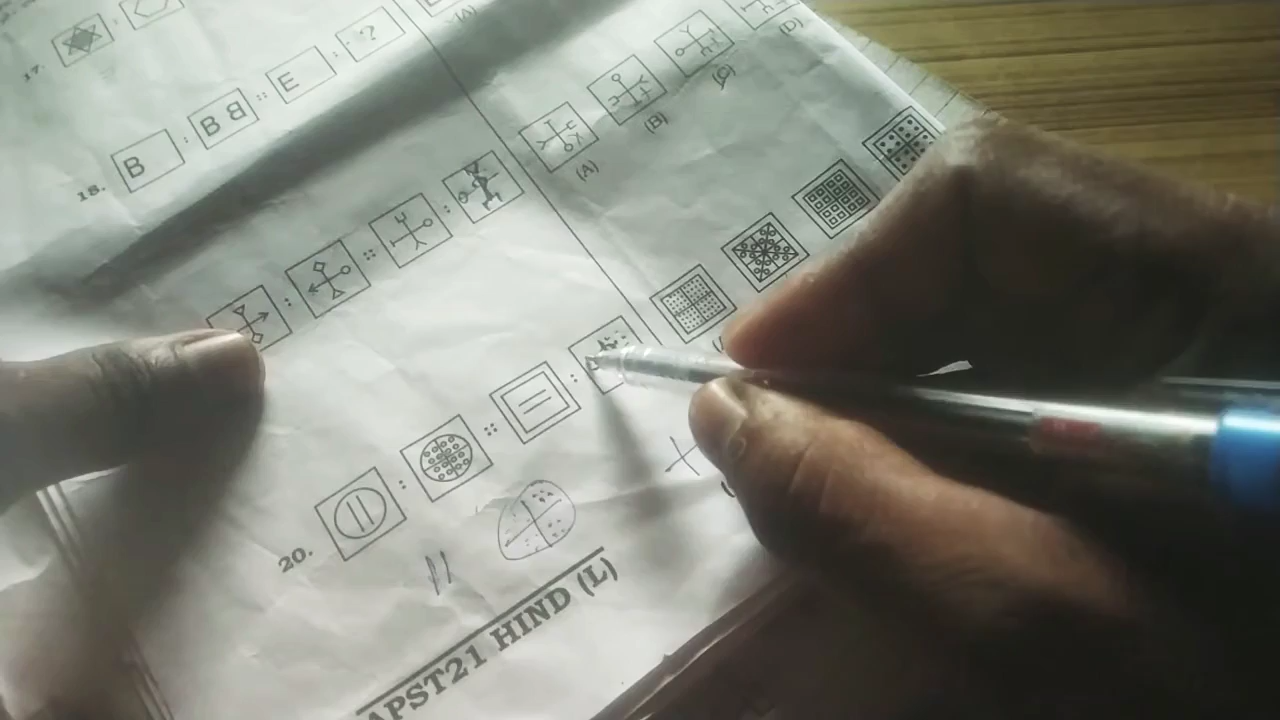 17.
18. B : B B :: E : ?
(A) (B) (C) (D)
20.
APST21 HIND (L)